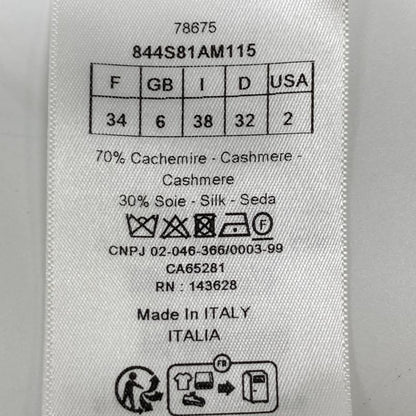 78675
844S81AM115
F GB I D USA
34 6 38 32 2
70% Cachemire - Cashmere -
Cashmere
30% Soie - Silk - Seda
F
CNPJ 02-046-366/0003-99
CA65281
RN : 143628
Made In ITALY
ITALIA
FR